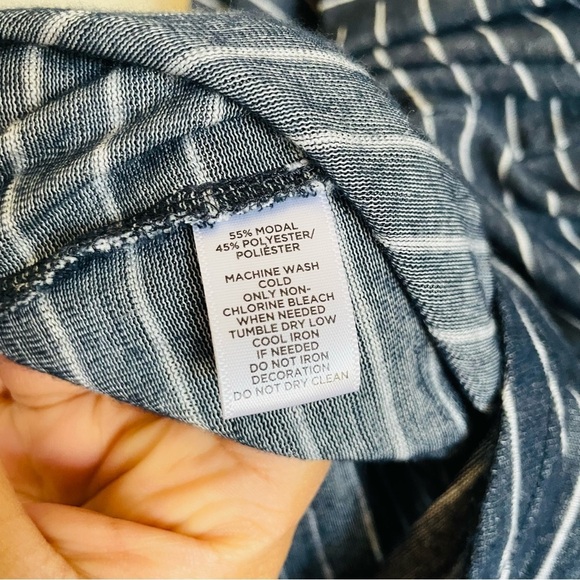 55% MODAL
45% POLYESTER/
POLIÉSTER
MACHINE WASH
COLD
ONLY NON-
CHLORINE BLEACH
WHEN NEEDED
TUMBLE DRY LOW
COOL IRON
IF NEEDED
DO NOT IRON
DECORATION
DO NOT DRY CLEAN